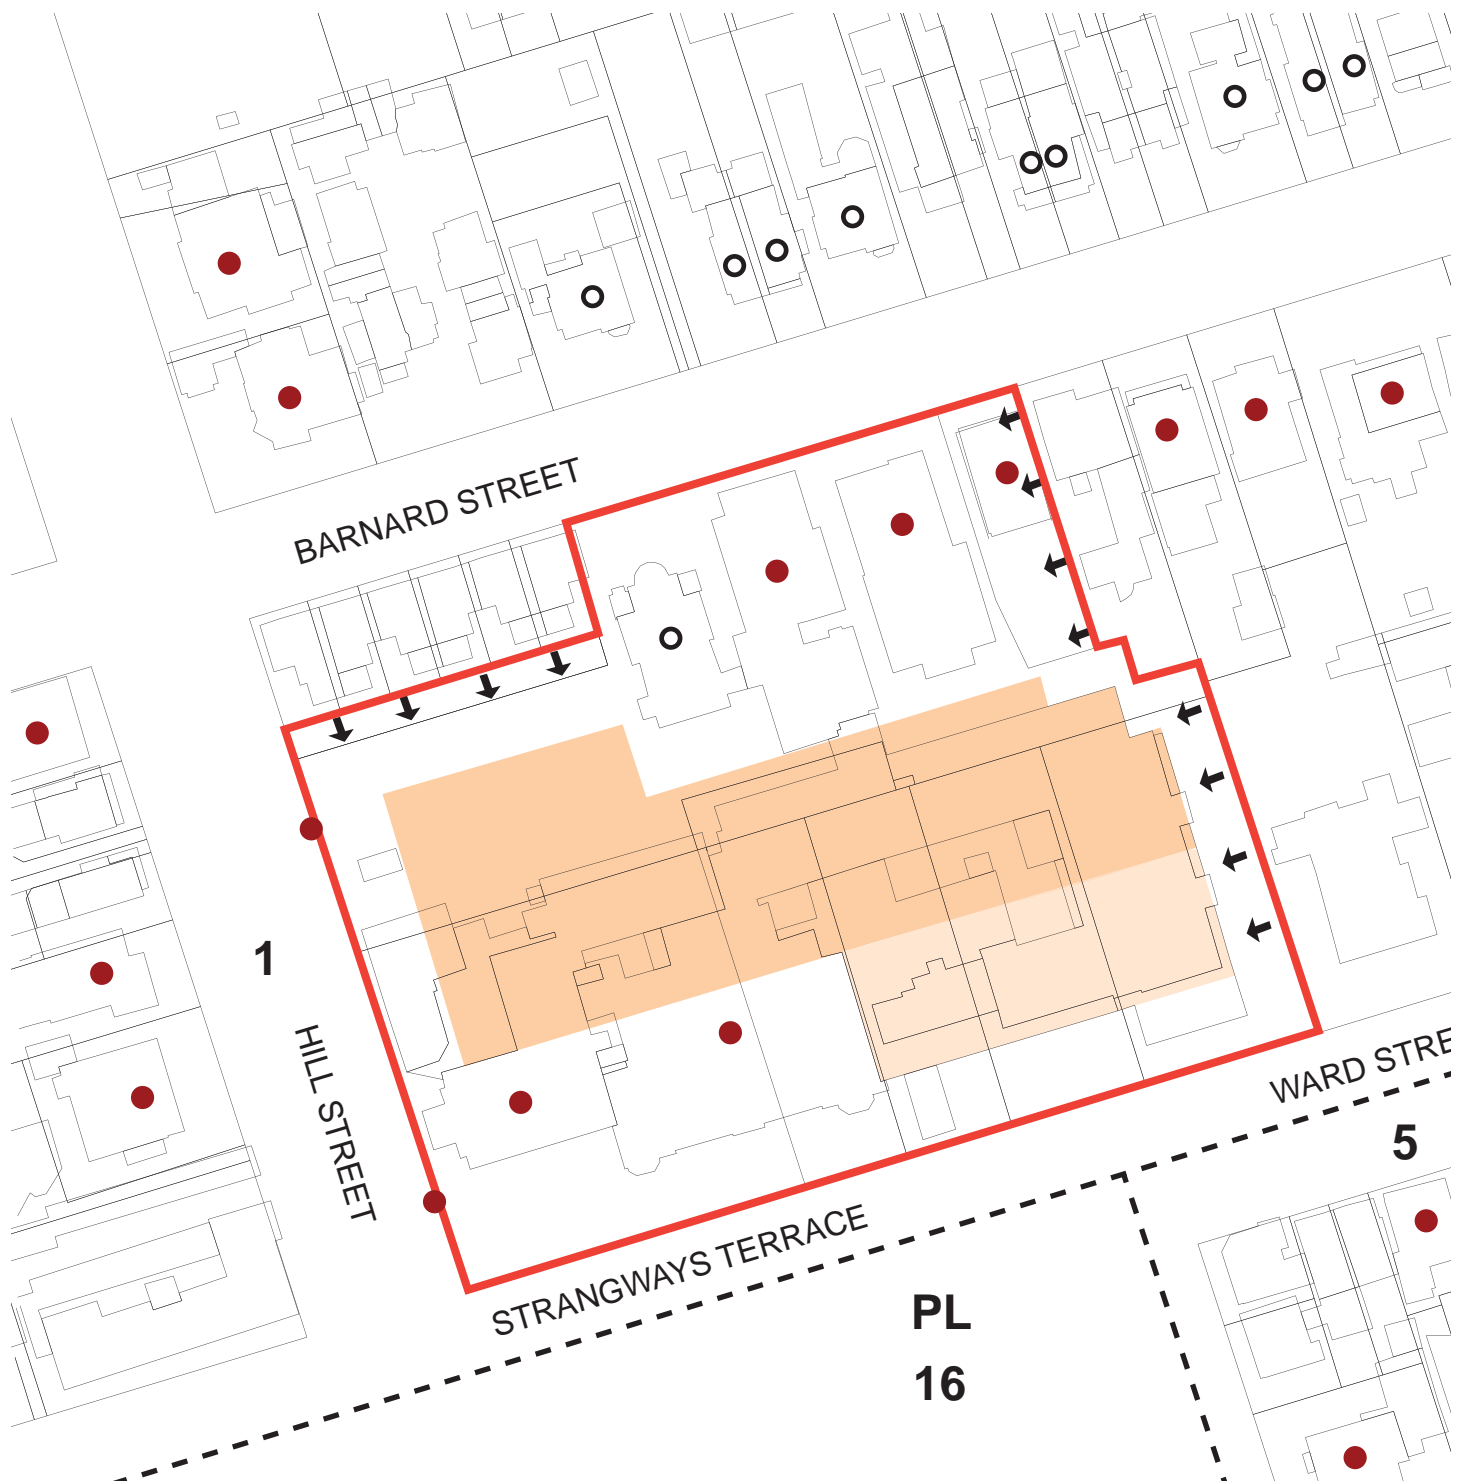 BARNARD STREET
1
HILL STREET
WARD STRE
5
STRANGWAYS TERRACE
PL
16